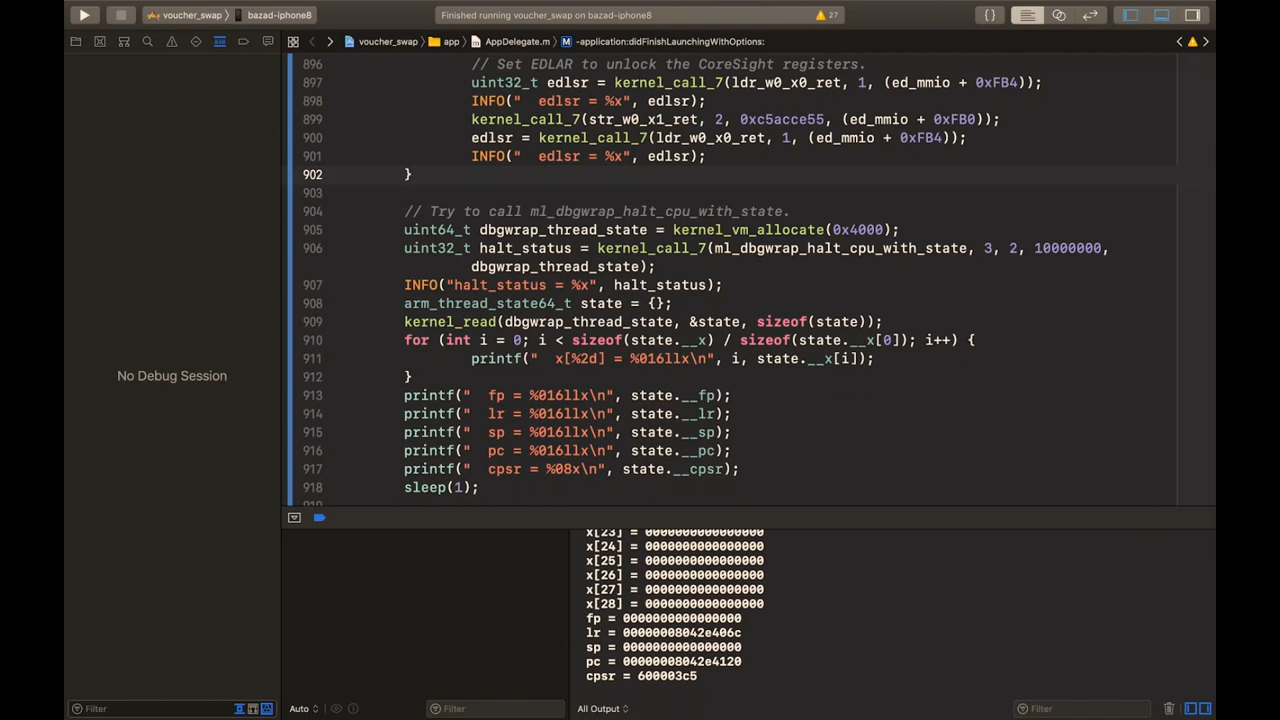 voucher_swap
bazad-iphone8
Finished running voucher_swap on bazad-iphone8
27
voucher_swap
app
AppDelegate.m
M
-application:didFinishLaunchingWithOptions:
896 // Set EDLAR to unlock the CoreSight registers.
897 uint32_t edlsr = kernel_call_7(ldr_w0_x0_ret, 1, (ed_mmio + 0xFB4));
898 INFO("  edlsr = %x", edlsr);
899 kernel_call_7(str_w0_x1_ret, 2, 0xc5acce55, (ed_mmio + 0xFB0));
900 edlsr = kernel_call_7(ldr_w0_x0_ret, 1, (ed_mmio + 0xFB4));
901 INFO("  edlsr = %x", edlsr);
902 }
903
904 // Try to call ml_dbgwrap_halt_cpu_with_state.
905 uint64_t dbgwrap_thread_state = kernel_vm_allocate(0x4000);
906 uint32_t halt_status = kernel_call_7(ml_dbgwrap_halt_cpu_with_state, 3, 2, 10000000,
dbgwrap_thread_state);
907 INFO("halt_status = %x", halt_status);
908 arm_thread_state64_t state = {};
909 kernel_read(dbgwrap_thread_state, &state, sizeof(state));
910 for (int i = 0; i < sizeof(state.__x) / sizeof(state.__x[0]); i++) {
911 printf("  x[%2d] = %016llx\n", i, state.__x[i]);
912 }
913 printf("  fp = %016llx\n", state.__fp);
914 printf("  lr = %016llx\n", state.__lr);
915 printf("  sp = %016llx\n", state.__sp);
916 printf("  pc = %016llx\n", state.__pc);
917 printf("  cpsr = %08x\n", state.__cpsr);
918 sleep(1);
No Debug Session
x[23] = 0000000000000000
x[24] = 0000000000000000
x[25] = 0000000000000000
x[26] = 0000000000000000
x[27] = 0000000000000000
x[28] = 0000000000000000
fp = 0000000000000000
lr = 00000008042e406c
sp = 0000000000000000
pc = 00000008042e4120
cpsr = 600003c5
Filter
Auto
Filter
All Output
Filter